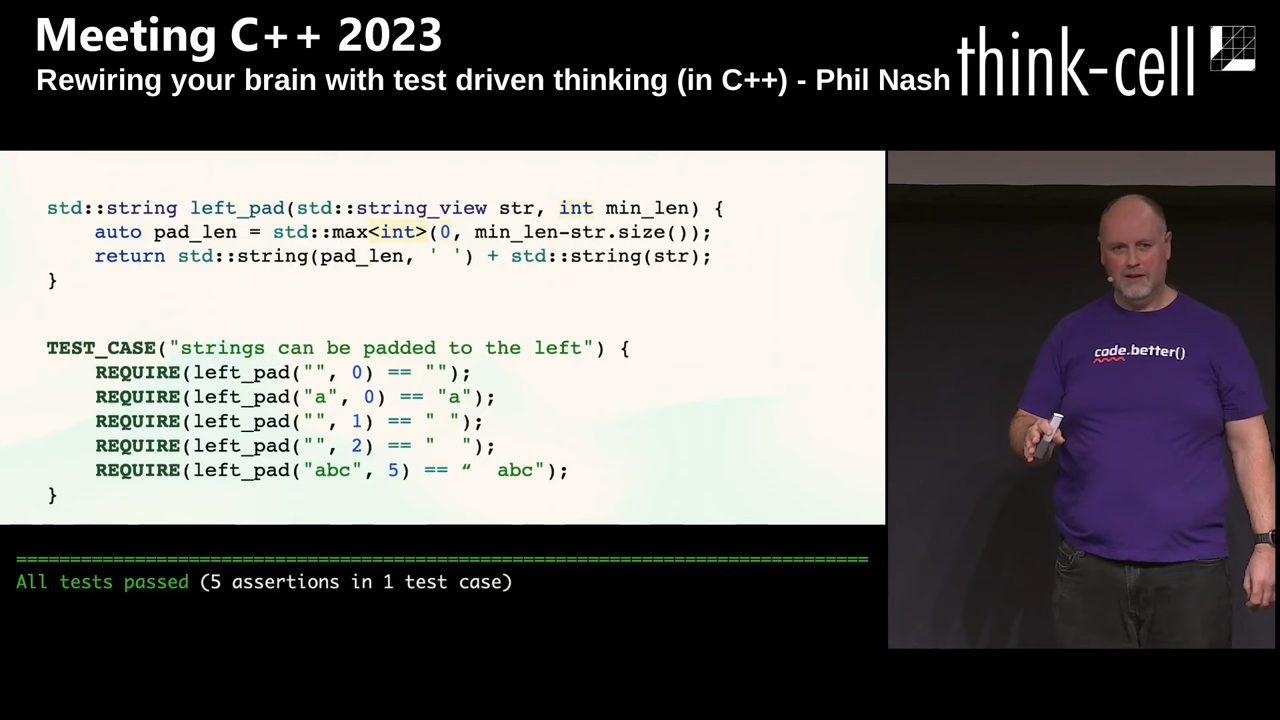 Meeting C++ 2023
Rewiring your brain with test driven thinking (in C++) - Phil Nash
think-cell
std::string left_pad(std::string_view str, int min_len) {
    auto pad_len = std::max<int>(0, min_len-str.size());
    return std::string(pad_len, ' ') + std::string(str);
}
TEST_CASE("strings can be padded to the left") {
    REQUIRE(left_pad("", 0) == "");
    REQUIRE(left_pad("a", 0) == "a");
    REQUIRE(left_pad("", 1) == " ");
    REQUIRE(left_pad("", 2) == "  ");
    REQUIRE(left_pad("abc", 5) == “  abc");
}
===============================================================================
All tests passed (5 assertions in 1 test case)
code.better()